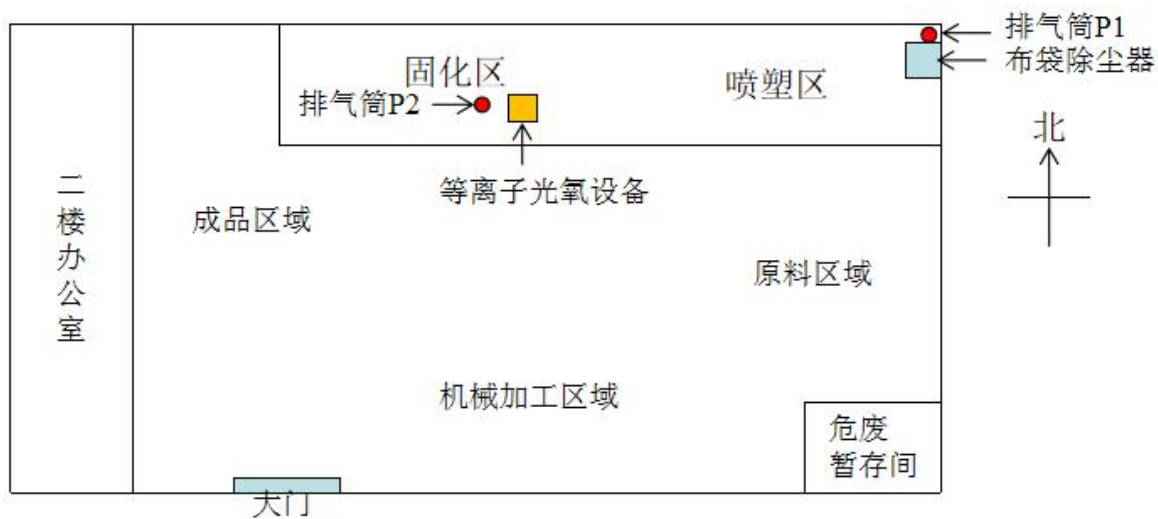 排气筒P1
布袋除尘器
固化区
喷塑区
排气筒P2
北
等离子光氧设备
二楼办公室
成品区域
原料区域
机械加工区域
危废
暂存间
大门